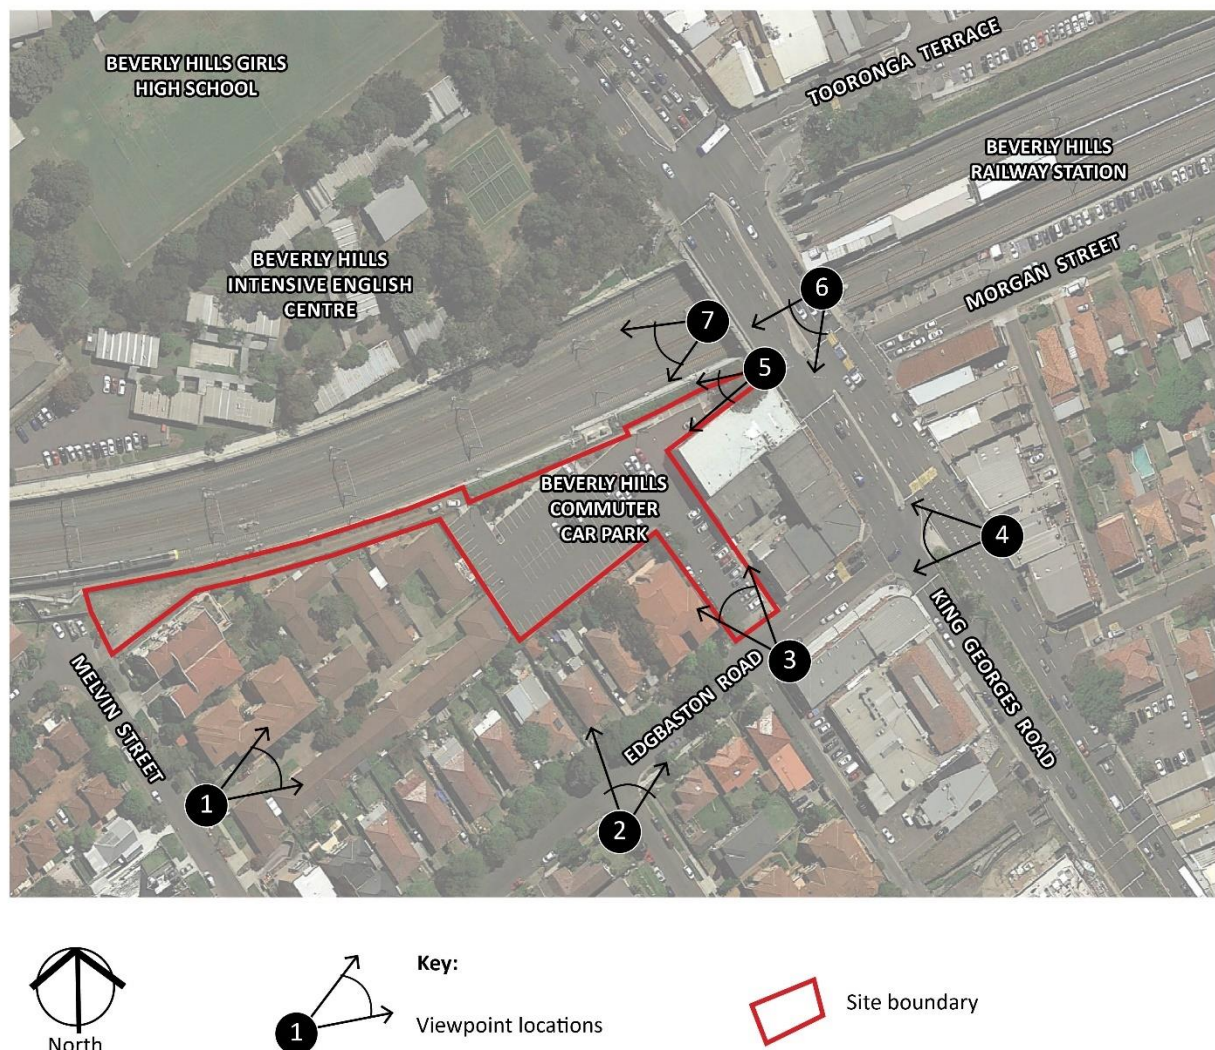 BEVERLY HILLS GIRLS
HIGH SCHOOL
TOORONGA TERRACE
BEVERLY HILLS
RAILWAY STATION
BEVERLY HILLS
INTENSIVE ENGLISH
CENTRE
MORGAN STREET
6
7
5
BEVERLY HILLS
COMMUTER
CAR PARK
4
KING GEORGES ROAD
3
EDGBASTON ROAD
MELVIN STREET
1
2
North
Key:
1
Viewpoint locations
Site boundary